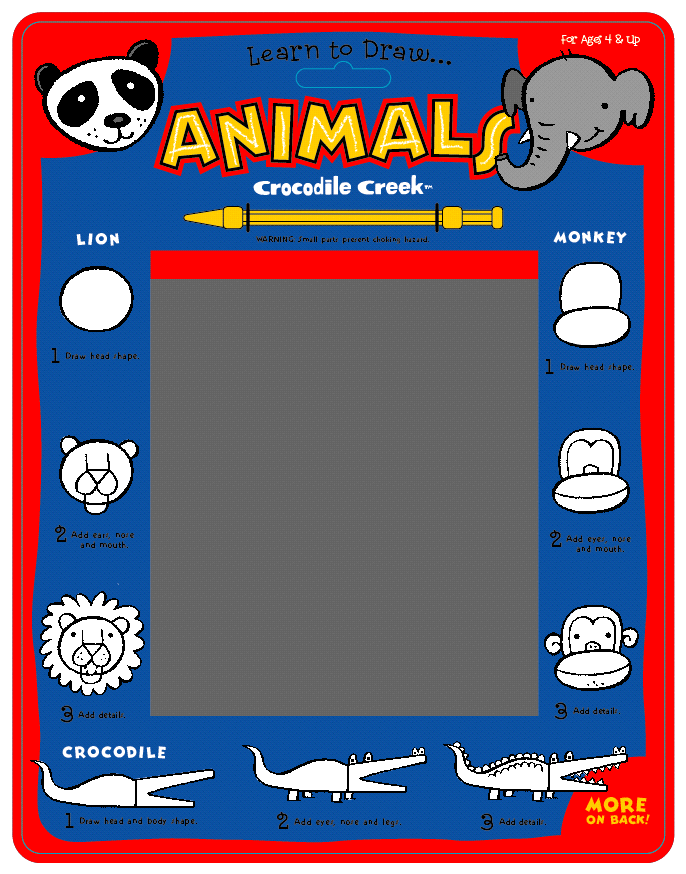 for Ages 4 & Up
Learn to Draw...
ANIMALS
Crocodile Creek™
WARNING: Small parts present choking hazard.
LION
1 Draw head shape.
2 Add ears, nose
and mouth.
3 Add details.
MONKEY
1 Draw head shape.
2 Add eyes, nose
and mouth.
3 Add details.
CROCODILE
1 Draw head and body shape.
2 Add eyes, nose and legs.
3 Add details.
MORE
ON BACK!